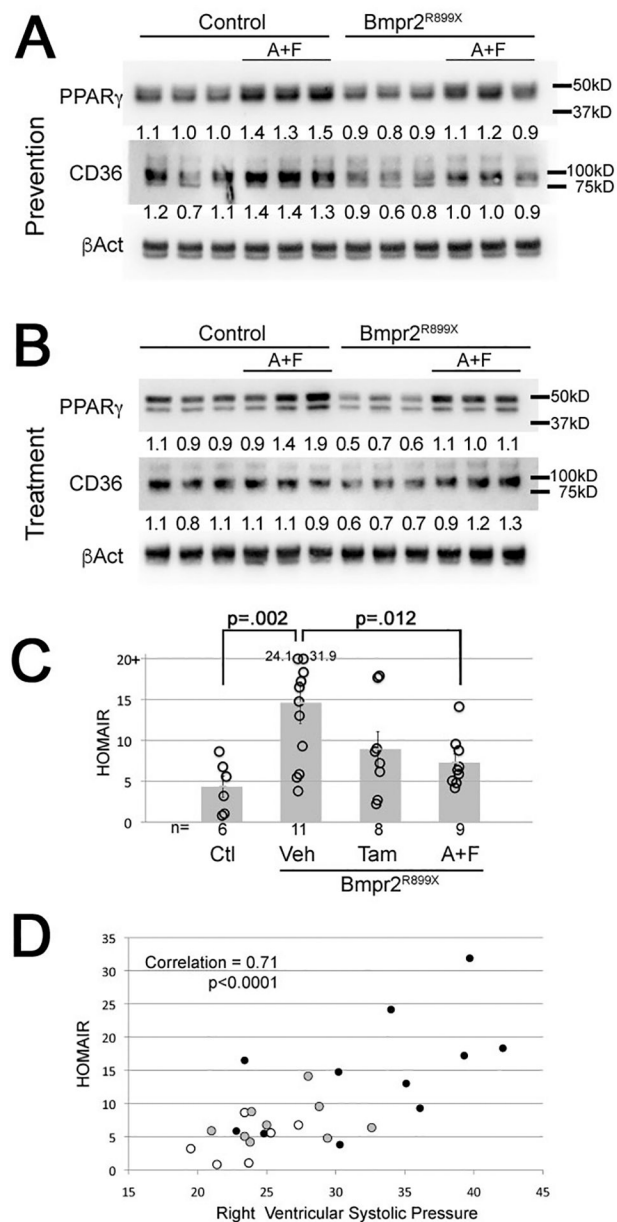 A
Control
Bmpr2R899X
A+F
A+F
Prevention
PPARγ
50kD
37kD
1.1 1.0 1.0 1.4 1.3 1.5 0.9 0.8 0.9 1.1 1.2 0.9
CD36
100kD
75kD
1.2 0.7 1.1 1.4 1.4 1.3 0.9 0.6 0.8 1.0 1.0 0.9
βAct
B
Control
Bmpr2R899X
A+F
A+F
Treatment
PPARγ
50kD
37kD
1.1 0.9 0.9 0.9 1.4 1.9 0.5 0.7 0.6 1.1 1.0 1.1
CD36
100kD
75kD
1.1 0.8 1.1 1.1 1.1 0.9 0.6 0.7 0.7 0.9 1.2 1.3
βAct
C
p=.002
p=.012
20+
24.1
31.9
15
10
5
0
HOMAIR
n= 6 11 8 9
Ctl Veh Tam A+F
Bmpr2R899X
D
Correlation = 0.71
p<0.0001
35
30
25
20
15
10
5
0
HOMAIR
15 20 25 30 35 40 45
Right Ventricular Systolic Pressure